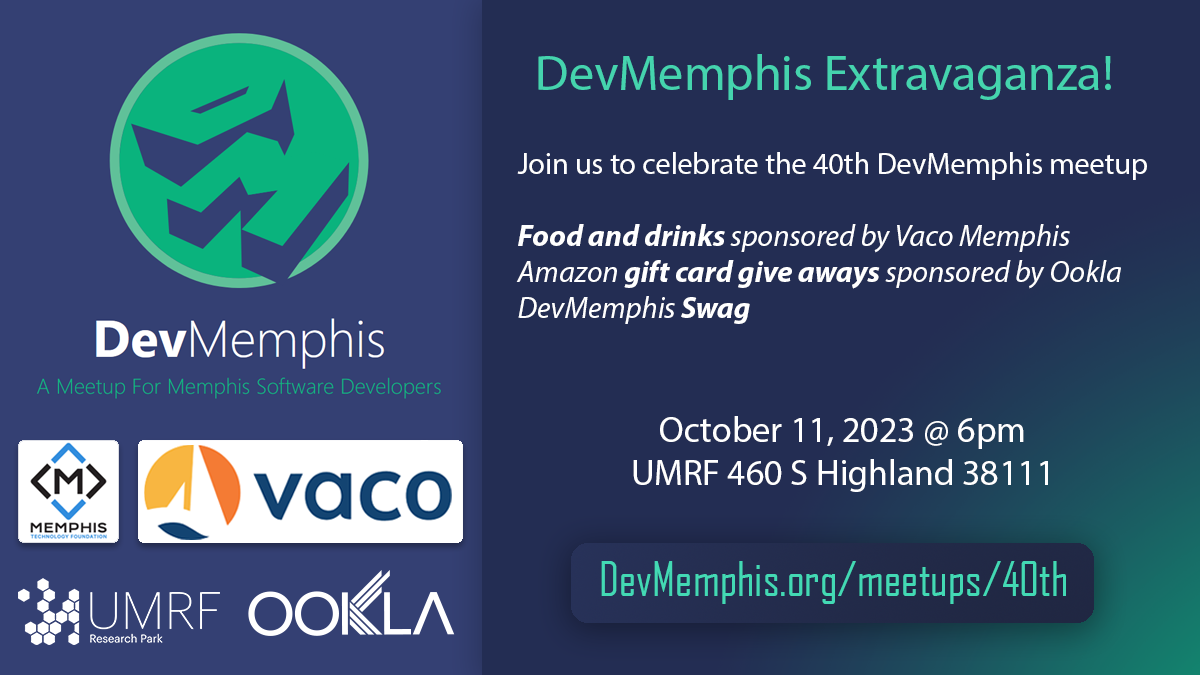 DevMemphis
A Meetup For Memphis Software Developers
M
MEMPHIS
TECHNOLOGY FOUNDATION
vaco
UMRF
Research Park
OOKLA
DevMemphis Extravaganza!
Join us to celebrate the 40th DevMemphis meetup
Food and drinks sponsored by Vaco Memphis
Amazon gift card give aways sponsored by Ookla
DevMemphis Swag
October 11, 2023 @ 6pm
UMRF 460 S Highland 38111
DevMemphis.org/meetups/40th